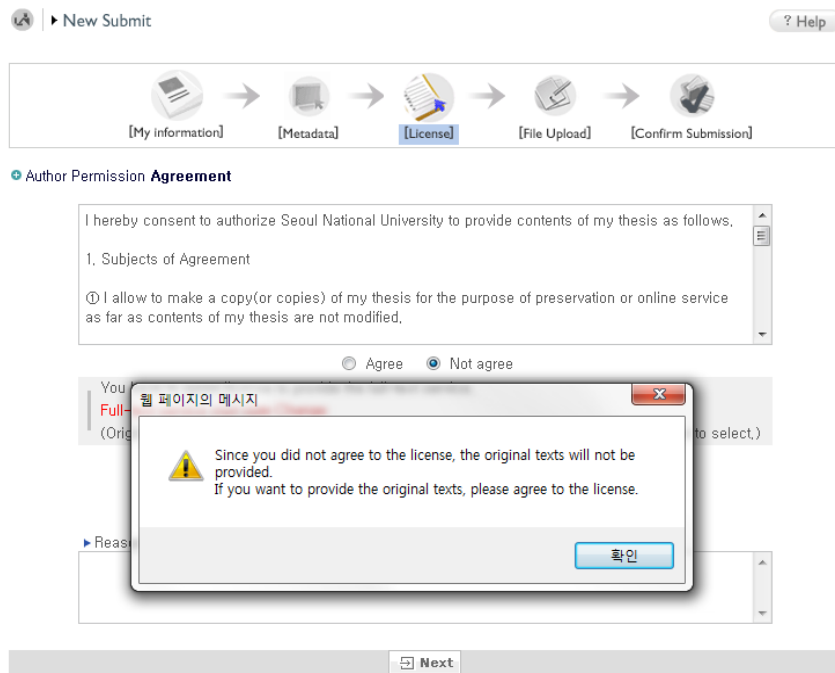 New Submit
? Help
[My information] [Metadata] [License] [File Upload] [Confirm Submission]
Author Permission Agreement
I hereby consent to authorize Seoul National University to provide contents of my thesis as follows,
1, Subjects of Agreement
① I allow to make a copy(or copies) of my thesis for the purpose of preservation or online service
as far as contents of my thesis are not modified,
Agree Not agree
You
Full-
(Orig to select,)
웹 페이지의 메시지
Since you did not agree to the license, the original texts will not be
provided.
If you want to provide the original texts, please agree to the license.
확인
Reas
Next